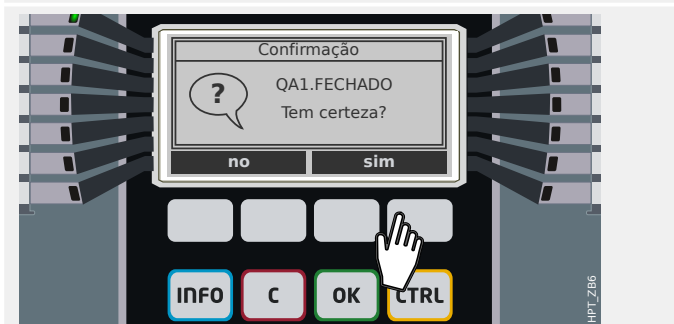 Confirmação
?
QA1.FECHADO
Tem certeza?
no
sim
INFO
C
OK
CTRL
HPT_ZB6